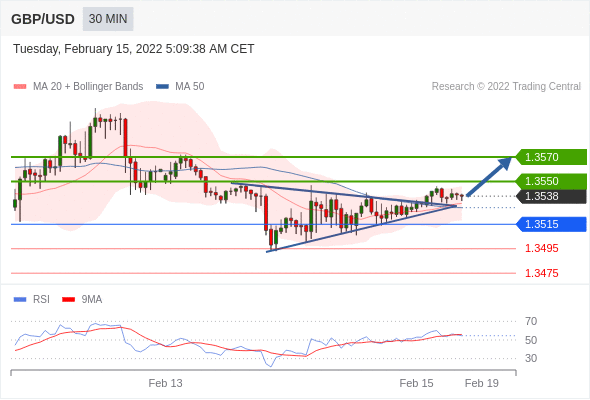 GBP/USD 30 MIN
Tuesday, February 15, 2022 5:09:38 AM CET
MA 20 + Bollinger Bands MA 50 Research © 2022 Trading Central
1.3570
1.3550
1.3538
1.3515
1.3495
1.3475
RSI 9MA
70
50
30
Feb 13 Feb 15 Feb 19